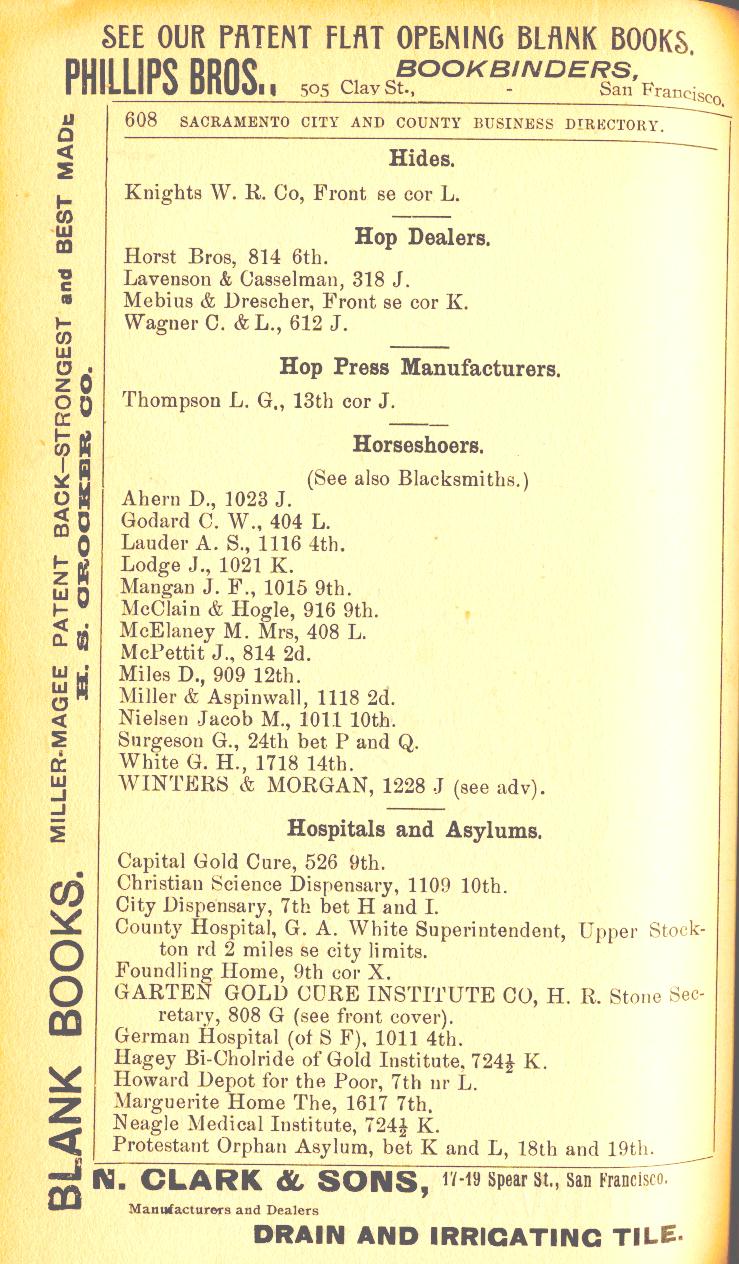 SEE OUR PATENT FLAT OPENING BLANK BOOKS.
PHILLIPS BROS., BOOKBINDERS,
505 Clay St., - San Francisco.
608 SACRAMENTO CITY AND COUNTY BUSINESS DIRECTORY.
Hides.
Knights W. R. Co, Front se cor L.
Hop Dealers.
Horst Bros, 814 6th.
Lavenson & Casselman, 318 J.
Mebius & Drescher, Front se cor K.
Wagner C. & L., 612 J.
Hop Press Manufacturers.
Thompson L. G., 13th cor J.
Horseshoers.
(See also Blacksmiths.)
Ahern D., 1023 J.
Godard C. W., 404 L.
Lauder A. S., 1116 4th.
Lodge J., 1021 K.
Mangan J. F., 1015 9th.
McClain & Hogle, 916 9th.
McElaney M. Mrs, 408 L.
McPettit J., 814 2d.
Miles D., 909 12th.
Miller & Aspinwall, 1118 2d.
Nielsen Jacob M., 1011 10th.
Surgeson G., 24th bet P and Q.
White G. H., 1718 14th.
WINTERS & MORGAN, 1228 J (see adv).
Hospitals and Asylums.
Capital Gold Cure, 526 9th.
Christian Science Dispensary, 1109 10th.
City Dispensary, 7th bet H and I.
County Hospital, G. A. White Superintendent, Upper Stock-
ton rd 2 miles se city limits.
Foundling Home, 9th cor X.
GARTEN GOLD CURE INSTITUTE CO, H. R. Stone Sec-
retary, 808 G (see front cover).
German Hospital (of S F), 1011 4th.
Hagey Bi-Cholride of Gold Institute, 724½ K.
Howard Depot for the Poor, 7th nr L.
Marguerite Home The, 1617 7th.
Neagle Medical Institute, 724½ K.
Protestant Orphan Asylum, bet K and L, 18th and 19th.
BLANK BOOKS. MILLER-MAGEE PATENT BACK—STRONGEST and BEST MADE
H. S. CROCKER CO.
N. CLARK & SONS, 17-19 Spear St., San Francisco.
Manufacturers and Dealers
DRAIN AND IRRIGATING TILE.